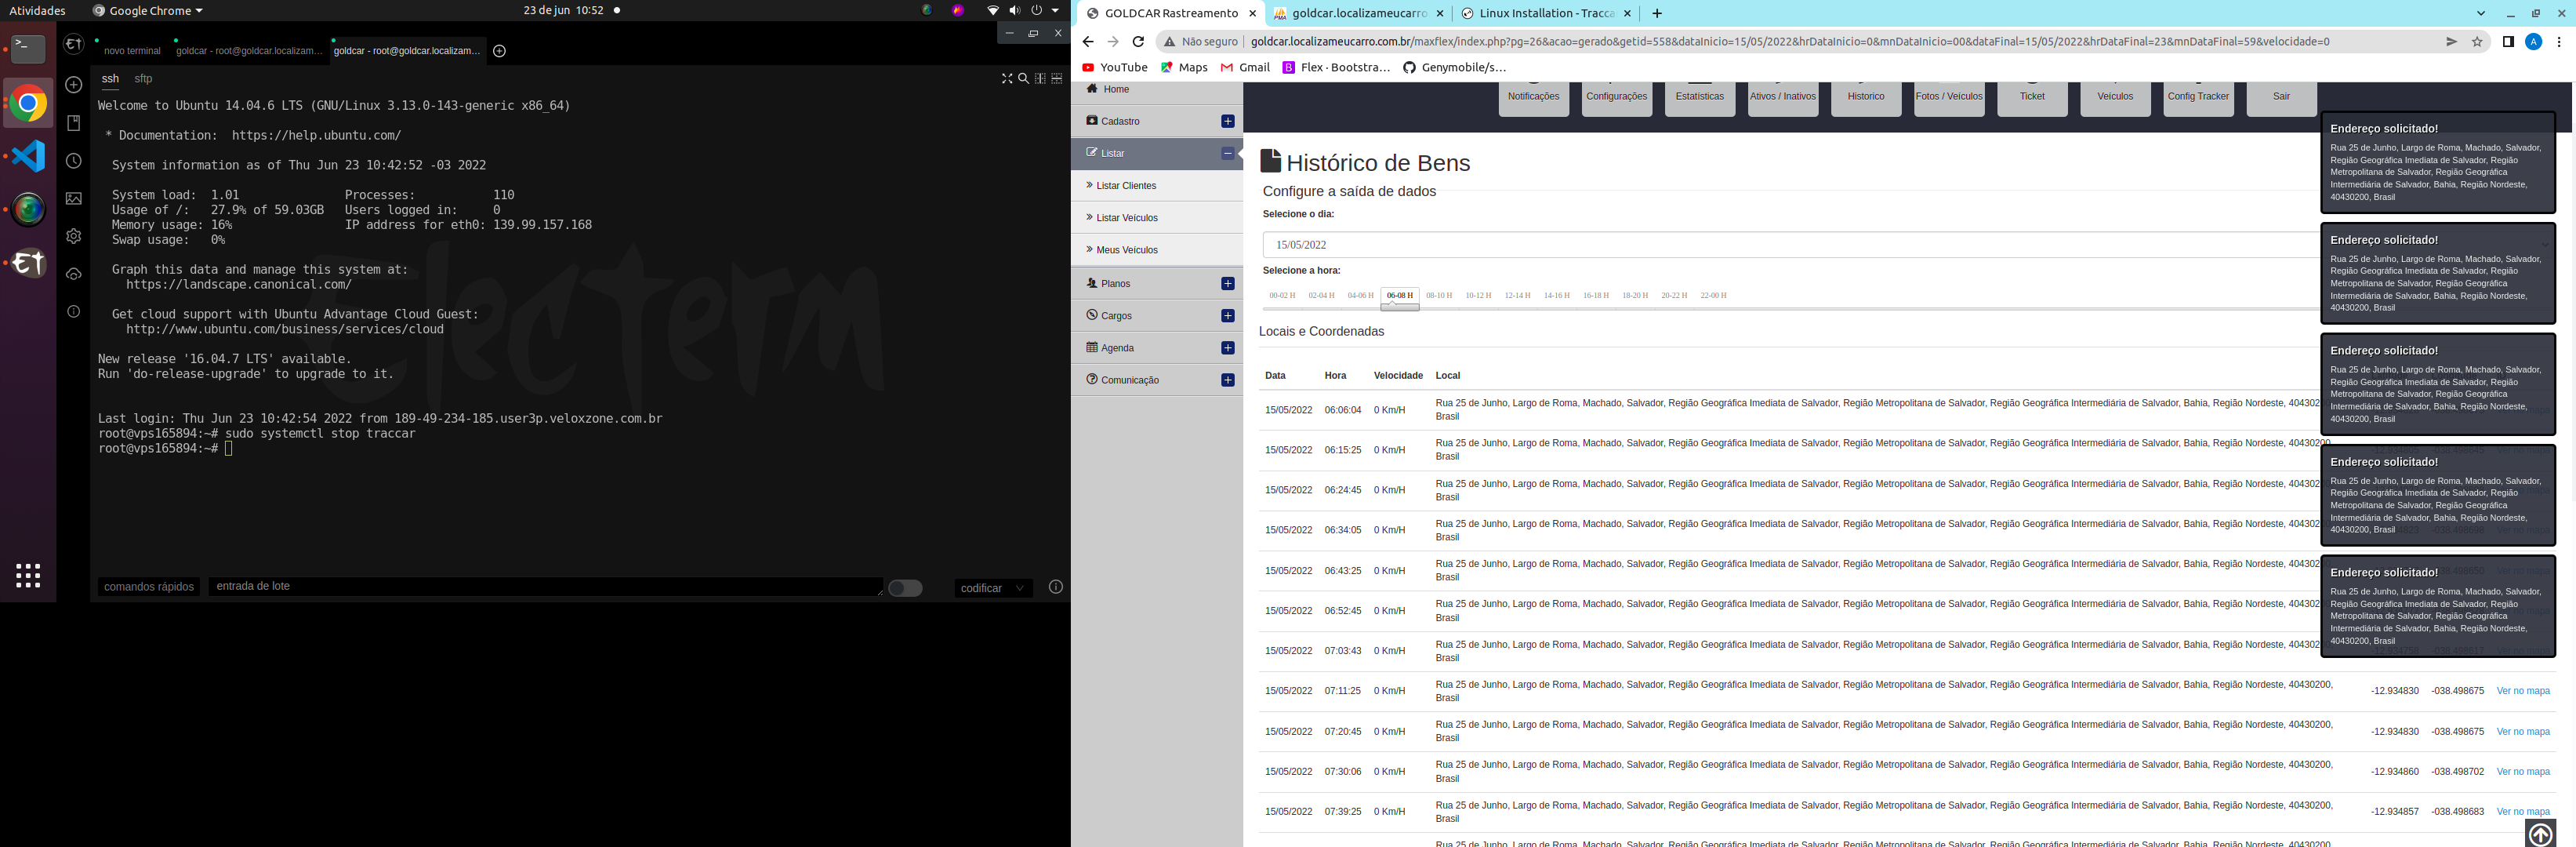 Atividades
Google Chrome
23 de jun 10:52
novo terminal
goldcar - root@goldcar.localizam...
goldcar - root@goldcar.localizam...
ssh
sftp
Welcome to Ubuntu 14.04.6 LTS (GNU/Linux 3.13.0-143-generic x86_64)
* Documentation: https://help.ubuntu.com/
System information as of Thu Jun 23 10:42:52 -03 2022
System load: 1.01 Processes: 110
Usage of /: 27.9% of 59.03GB Users logged in: 0
Memory usage: 16% IP address for eth0: 139.99.157.168
Swap usage: 0%
Graph this data and manage this system at:
https://landscape.canonical.com/
Get cloud support with Ubuntu Advantage Cloud Guest:
http://www.ubuntu.com/business/services/cloud
New release '16.04.7 LTS' available.
Run 'do-release-upgrade' to upgrade to it.
Last login: Thu Jun 23 10:42:54 2022 from 189-49-234-185.user3p.veloxzone.com.br
root@vps165894:~# sudo systemctl stop traccar
root@vps165894:~#
Electerm
comandos rápidos
entrada de lote
codificar
GOLDCAR Rastreamento
goldcar.localizameucarro
Linux Installation - Tracca
Não seguro
goldcar.localizameucarro.com.br/maxflex/index.php?pg=26&acao=gerado&getid=558&dataInicio=15/05/2022&hrDataInicio=0&mnDataInicio=00&dataFinal=15/05/2022&hrDataFinal=23&mnDataFinal=59&velocidade=0
A
YouTube
Maps
Gmail
Flex · Bootstra...
Genymobile/s...
Home
Cadastro
Listar
Listar Clientes
Listar Veículos
Meus Veículos
Planos
Cargos
Agenda
Comunicação
Notificações
Configurações
Estatísticas
Ativos / Inativos
Historico
Fotos / Veículos
Ticket
Veículos
Config Tracker
Sair
Histórico de Bens
Configure a saída de dados
Selecione o dia:
15/05/2022
Selecione a hora:
00-02 H 02-04 H 04-06 H 06-08 H 08-10 H 10-12 H 12-14 H 14-16 H 16-18 H 18-20 H 20-22 H 22-00 H
Locais e Coordenadas
Data Hora Velocidade Local
15/05/2022 06:06:04 0 Km/H Rua 25 de Junho, Largo de Roma, Machado, Salvador, Região Geográfica Imediata de Salvador, Região Metropolitana de Salvador, Região Geográfica Intermediária de Salvador, Bahia, Região Nordeste, 40430200,
Brasil
15/05/2022 06:15:25 0 Km/H Rua 25 de Junho, Largo de Roma, Machado, Salvador, Região Geográfica Imediata de Salvador, Região Metropolitana de Salvador, Região Geográfica Intermediária de Salvador, Bahia, Região Nordeste, 40430200,
Brasil
15/05/2022 06:24:45 0 Km/H Rua 25 de Junho, Largo de Roma, Machado, Salvador, Região Geográfica Imediata de Salvador, Região Metropolitana de Salvador, Região Geográfica Intermediária de Salvador, Bahia, Região Nordeste, 40430200,
Brasil
15/05/2022 06:34:05 0 Km/H Rua 25 de Junho, Largo de Roma, Machado, Salvador, Região Geográfica Imediata de Salvador, Região Metropolitana de Salvador, Região Geográfica Intermediária de Salvador, Bahia, Região Nordeste, 40430200,
Brasil
15/05/2022 06:43:25 0 Km/H Rua 25 de Junho, Largo de Roma, Machado, Salvador, Região Geográfica Imediata de Salvador, Região Metropolitana de Salvador, Região Geográfica Intermediária de Salvador, Bahia, Região Nordeste, 40430200,
Brasil
15/05/2022 06:52:45 0 Km/H Rua 25 de Junho, Largo de Roma, Machado, Salvador, Região Geográfica Imediata de Salvador, Região Metropolitana de Salvador, Região Geográfica Intermediária de Salvador, Bahia, Região Nordeste, 40430200,
Brasil
15/05/2022 07:03:43 0 Km/H Rua 25 de Junho, Largo de Roma, Machado, Salvador, Região Geográfica Imediata de Salvador, Região Metropolitana de Salvador, Região Geográfica Intermediária de Salvador, Bahia, Região Nordeste, 40430200,
Brasil
15/05/2022 07:11:25 0 Km/H Rua 25 de Junho, Largo de Roma, Machado, Salvador, Região Geográfica Imediata de Salvador, Região Metropolitana de Salvador, Região Geográfica Intermediária de Salvador, Bahia, Região Nordeste, 40430200, -12.934830 -038.498675 Ver no mapa
Brasil
15/05/2022 07:20:45 0 Km/H Rua 25 de Junho, Largo de Roma, Machado, Salvador, Região Geográfica Imediata de Salvador, Região Metropolitana de Salvador, Região Geográfica Intermediária de Salvador, Bahia, Região Nordeste, 40430200, -12.934830 -038.498675 Ver no mapa
Brasil
15/05/2022 07:30:06 0 Km/H Rua 25 de Junho, Largo de Roma, Machado, Salvador, Região Geográfica Imediata de Salvador, Região Metropolitana de Salvador, Região Geográfica Intermediária de Salvador, Bahia, Região Nordeste, 40430200, -12.934860 -038.498702 Ver no mapa
Brasil
15/05/2022 07:39:25 0 Km/H Rua 25 de Junho, Largo de Roma, Machado, Salvador, Região Geográfica Imediata de Salvador, Região Metropolitana de Salvador, Região Geográfica Intermediária de Salvador, Bahia, Região Nordeste, 40430200, -12.934857 -038.498683 Ver no mapa
Brasil
Rua 25 de Junho, Largo de Roma, Machado, Salvador, Região Geográfica Imediata de Salvador, Região Metropolitana de Salvador, Região Geográfica Intermediária de Salvador, Bahia, Região Nordeste, 40430200,
Endereço solicitado!
Rua 25 de Junho, Largo de Roma, Machado, Salvador,
Região Geográfica Imediata de Salvador, Região
Metropolitana de Salvador, Região Geográfica
Intermediária de Salvador, Bahia, Região Nordeste,
40430200, Brasil
Endereço solicitado!
Rua 25 de Junho, Largo de Roma, Machado, Salvador,
Região Geográfica Imediata de Salvador, Região
Metropolitana de Salvador, Região Geográfica
Intermediária de Salvador, Bahia, Região Nordeste,
40430200, Brasil
Endereço solicitado!
Rua 25 de Junho, Largo de Roma, Machado, Salvador,
Região Geográfica Imediata de Salvador, Região
Metropolitana de Salvador, Região Geográfica
Intermediária de Salvador, Bahia, Região Nordeste,
40430200, Brasil
Endereço solicitado!
Rua 25 de Junho, Largo de Roma, Machado, Salvador,
Região Geográfica Imediata de Salvador, Região
Metropolitana de Salvador, Região Geográfica
Intermediária de Salvador, Bahia, Região Nordeste,
40430200, Brasil
Endereço solicitado!
Rua 25 de Junho, Largo de Roma, Machado, Salvador,
Região Geográfica Imediata de Salvador, Região
Metropolitana de Salvador, Região Geográfica
Intermediária de Salvador, Bahia, Região Nordeste,
40430200, Brasil